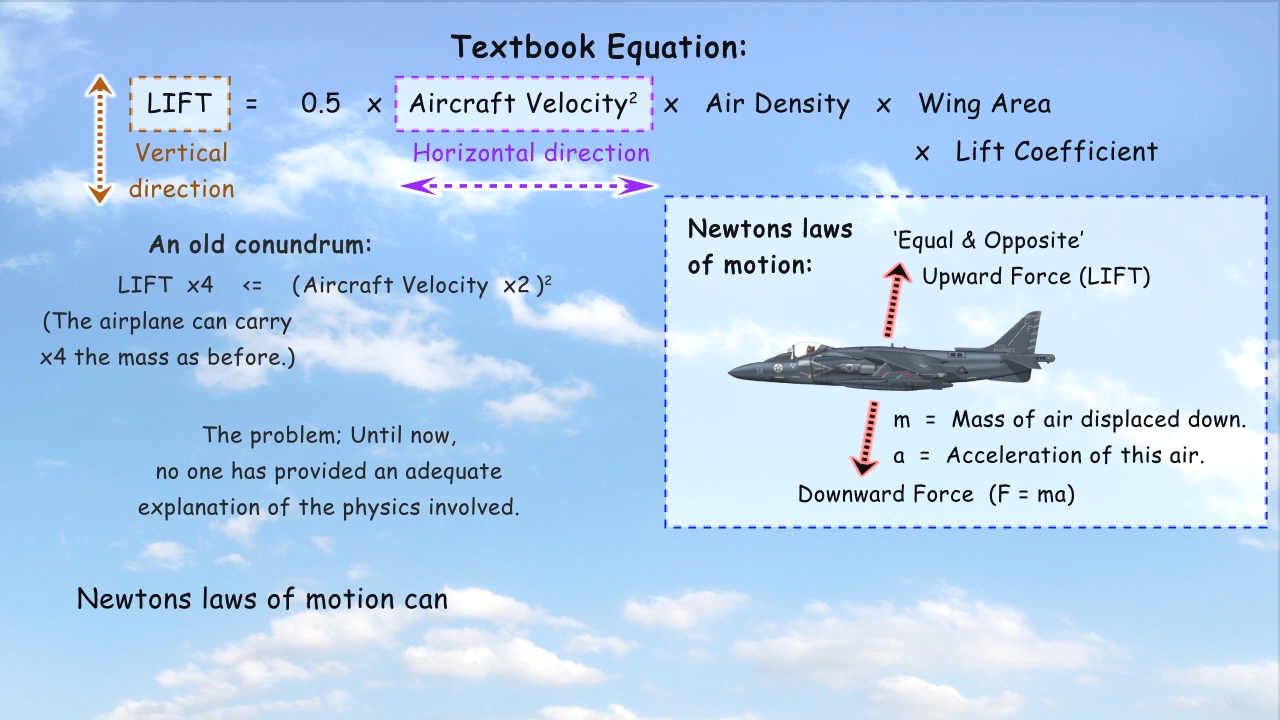 Textbook Equation:
LIFT = 0.5 x Aircraft Velocity² x Air Density x Wing Area
x Lift Coefficient
Vertical
direction
Horizontal direction
An old conundrum:
LIFT x4 <= (Aircraft Velocity x2 )²
(The airplane can carry
x4 the mass as before.)
The problem; Until now,
no one has provided an adequate
explanation of the physics involved.
Newtons laws
of motion:
‘Equal & Opposite’
Upward Force (LIFT)
m = Mass of air displaced down.
a = Acceleration of this air.
Downward Force (F = ma)
Newtons laws of motion can